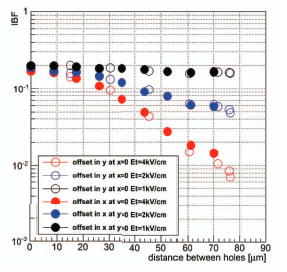 IBF
1
10⁻¹
10⁻²
10⁻³
offset in y at x=0 Et=4kV/cm
offset in y at x=0 Et=2kV/cm
offset in y at x=0 Et=1kV/cm
offset in x at y=0 Et=4kV/cm
offset in x at y=0 Et=2kV/cm
offset in x at y=0 Et=1kV/cm
0 10 20 30 40 50 60 70 80 90
distance between holes [μm]